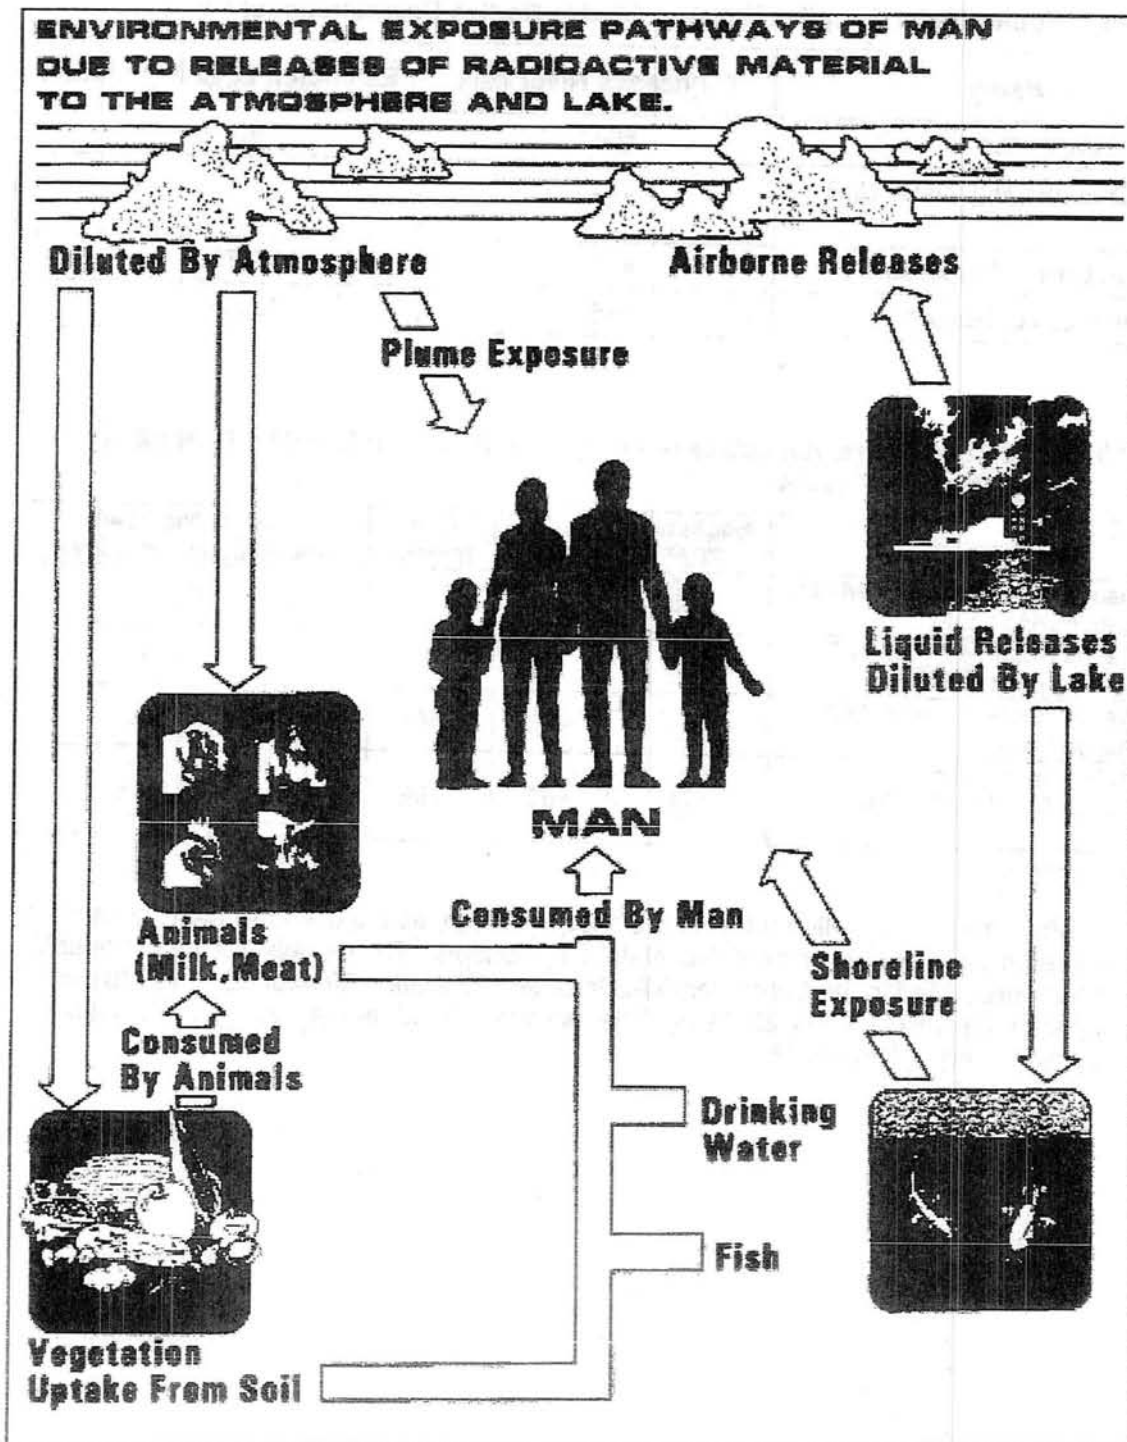 ENVIRONMENTAL EXPOSURE PATHWAYS OF MAN
DUE TO RELEASES OF RADIOACTIVE MATERIAL
TO THE ATMOSPHERE AND LAKE.
Diluted By Atmosphere
Airborne Releases
Plume Exposure
Liquid Releases
Diluted By Lake
MAN
Animals
(Milk,Meat)
Consumed By Man
Shoreline
Exposure
Consumed
By Animals
Drinking
Water
Fish
Vegetation
Uptake From Soil